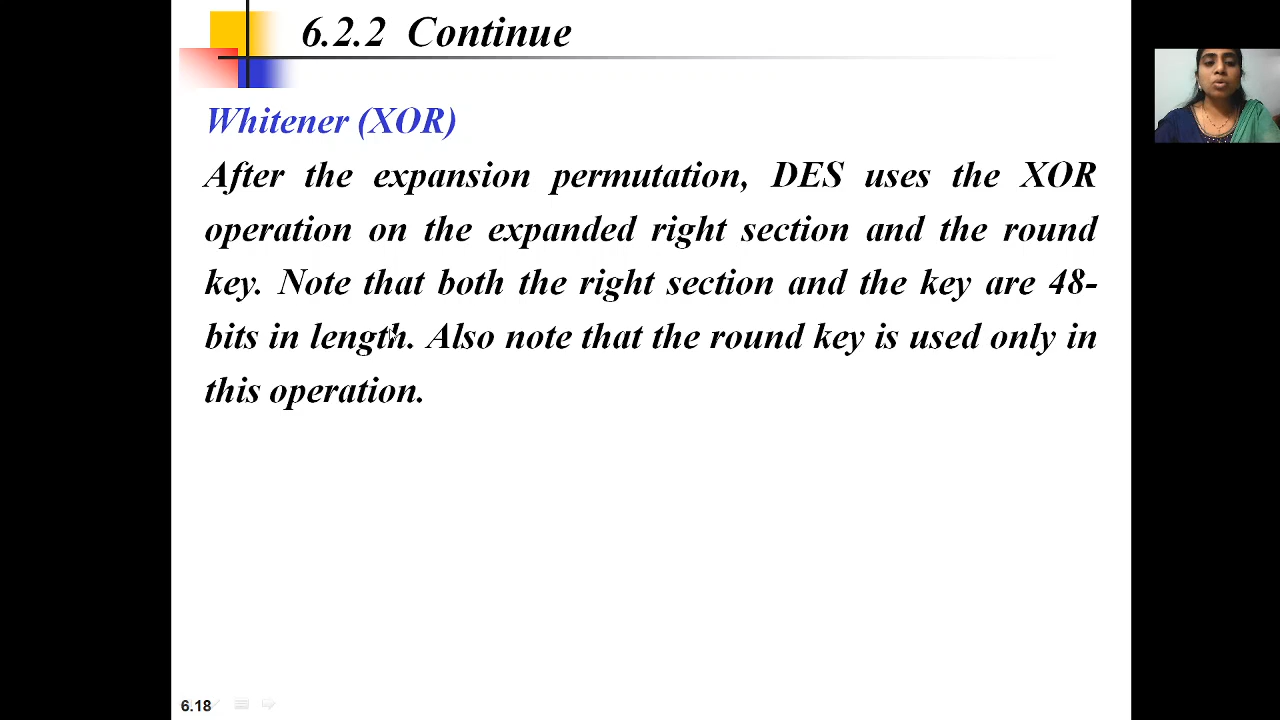 6.2.2 Continue
Whitener (XOR)
After the expansion permutation, DES uses the XOR
operation on the expanded right section and the round
key. Note that both the right section and the key are 48-
bits in length. Also note that the round key is used only in
this operation.
6.18